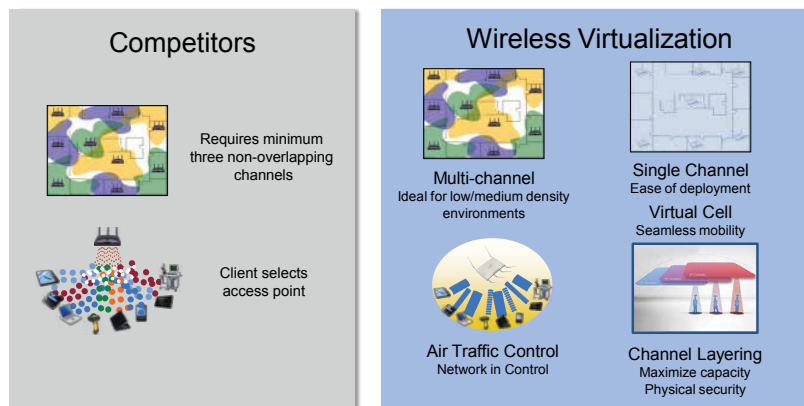 Competitors
Requires minimum
three non-overlapping
channels
Client selects
access point
Wireless Virtualization
Multi-channel
Ideal for low/medium density
environments
Single Channel
Ease of deployment
Virtual Cell
Seamless mobility
Air Traffic Control
Network in Control
Channel Layering
Maximize capacity
Physical security